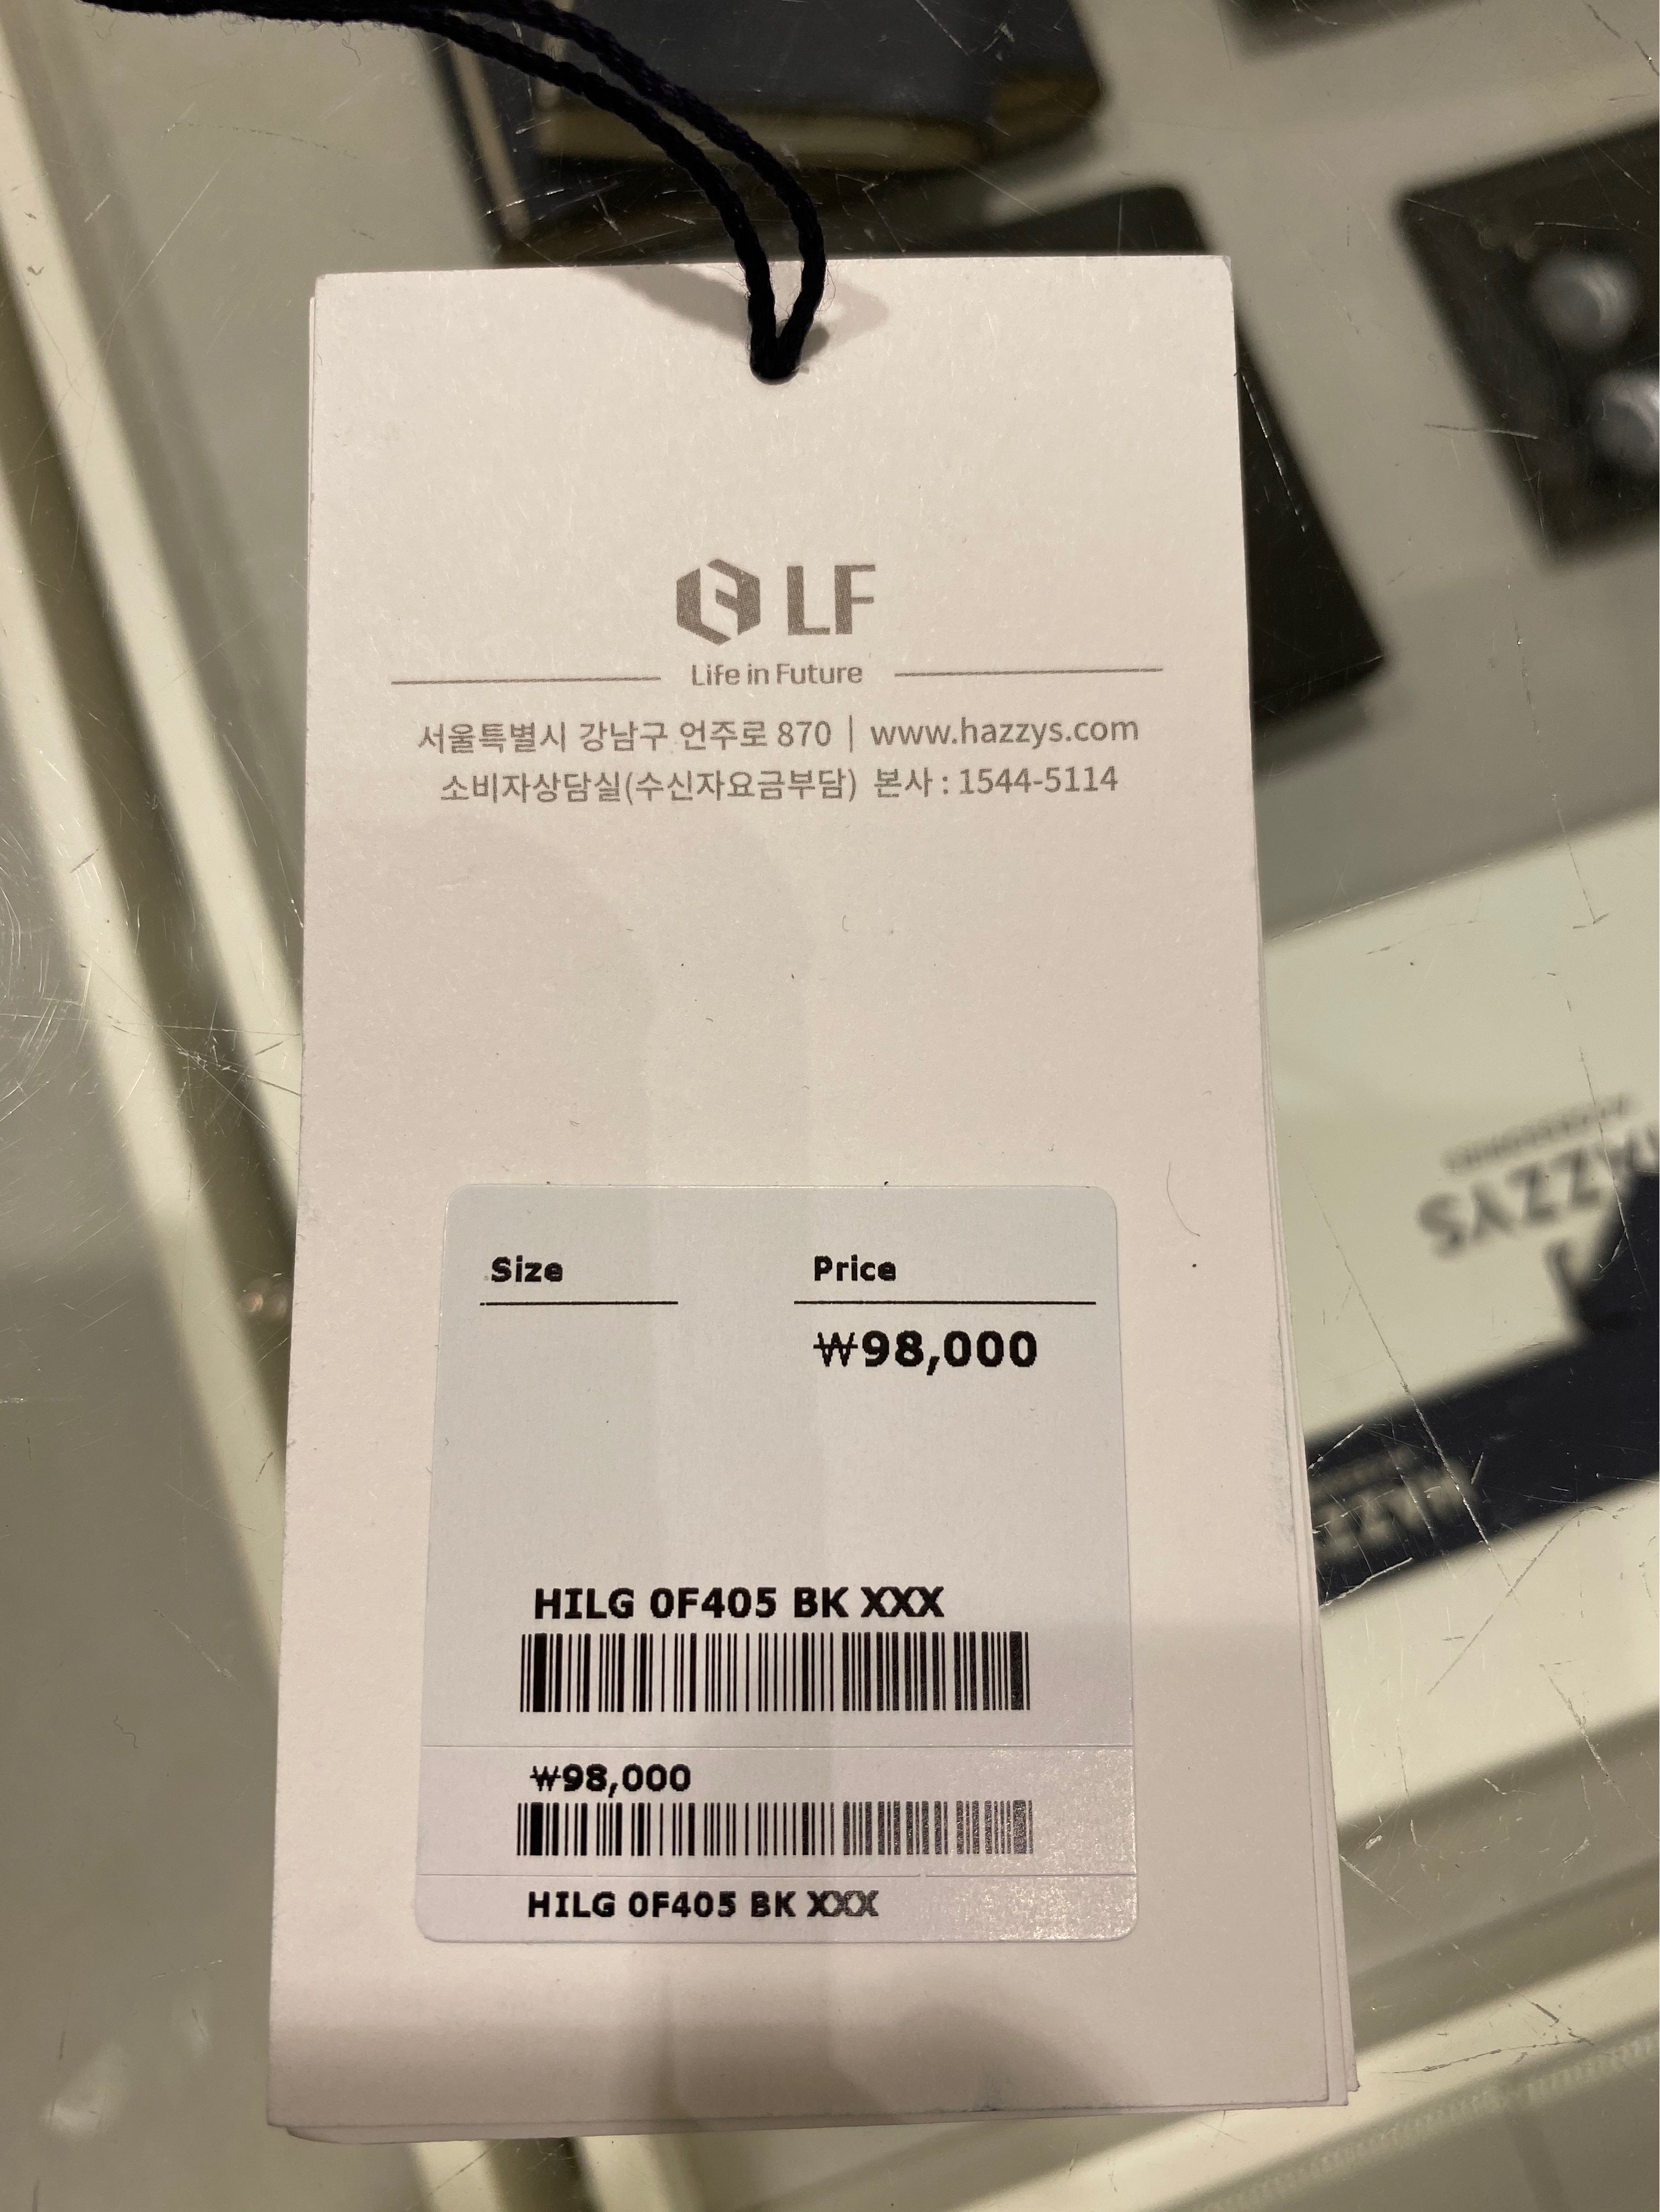 LF
Life in Future
서울특별시 강남구 언주로 870 | www.hazzys.com
소비자상담실(수신자요금부담) 본사 : 1544-5114
Size Price
₩98,000
HILG 0F405 BK XXX
₩98,000
HILG 0F405 BK XXX
HAZZYS